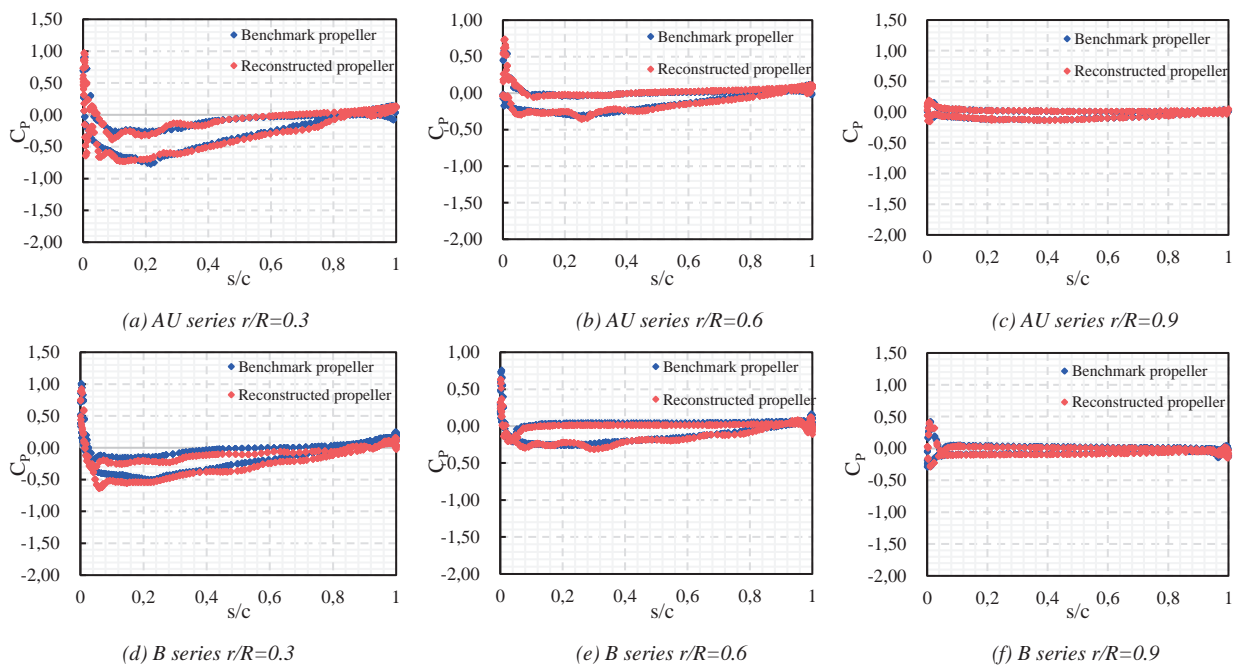 1,50
1,00
0,50
0,00
-0,50
-1,00
-1,50
-2,00
C_P
Benchmark propeller
Reconstructed propeller
0 0,2 0,4 0,6 0,8 1
s/c
(a) AU series r/R=0.3
1,00
0,50
0,00
-0,50
-1,00
-1,50
-2,00
C_P
Benchmark propeller
Reconstructed propeller
0 0,2 0,4 0,6 0,8 1
s/c
(b) AU series r/R=0.6
1,50
1,00
0,50
0,00
-0,50
-1,00
-1,50
-2,00
C_P
Benchmark propeller
Reconstructed propeller
0 0,2 0,4 0,6 0,8 1
s/c
(c) AU series r/R=0.9
1,50
1,00
0,50
0,00
-0,50
-1,00
-1,50
-2,00
C_P
Benchmark propeller
Reconstructed propeller
0 0,2 0,4 0,6 0,8 1
s/c
(d) B series r/R=0.3
1,00
0,50
0,00
-0,50
-1,00
-1,50
-2,00
C_P
Benchmark propeller
Reconstructed propeller
0 0,2 0,4 0,6 0,8 1
s/c
(e) B series r/R=0.6
1,50
1,00
0,50
0,00
-0,50
-1,00
-1,50
-2,00
C_P
Benchmark propeller
Reconstructed propeller
0 0,2 0,4 0,6 0,8 1
s/c
(f) B series r/R=0.9